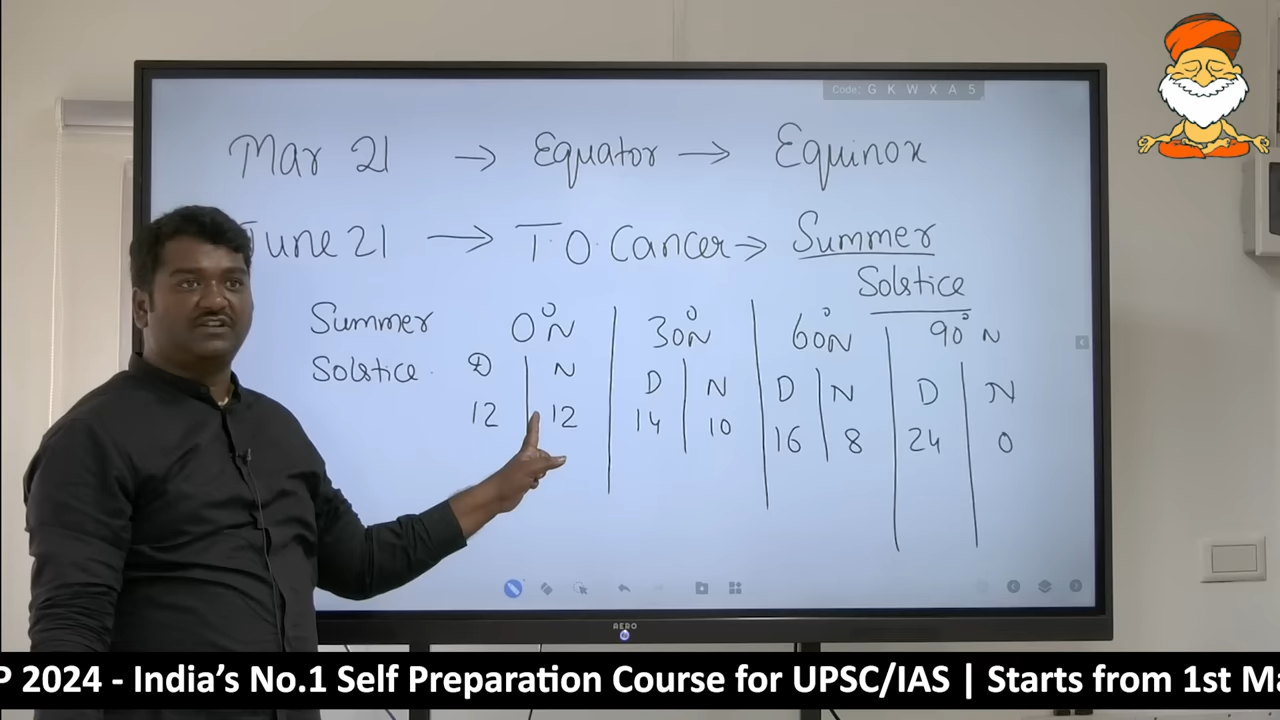 Code: G K W X A 5
Mar 21 → Equator → Equinox
June 21 → T.O. Cancer → Summer Solstice
Summer Solstice
0°N 30°N 60°N 90°N
D N D N D N D N
12 12 14 10 16 8 24 0
AERO
P 2024 - India's No.1 Self Preparation Course for UPSC/IAS | Starts from 1st Ma